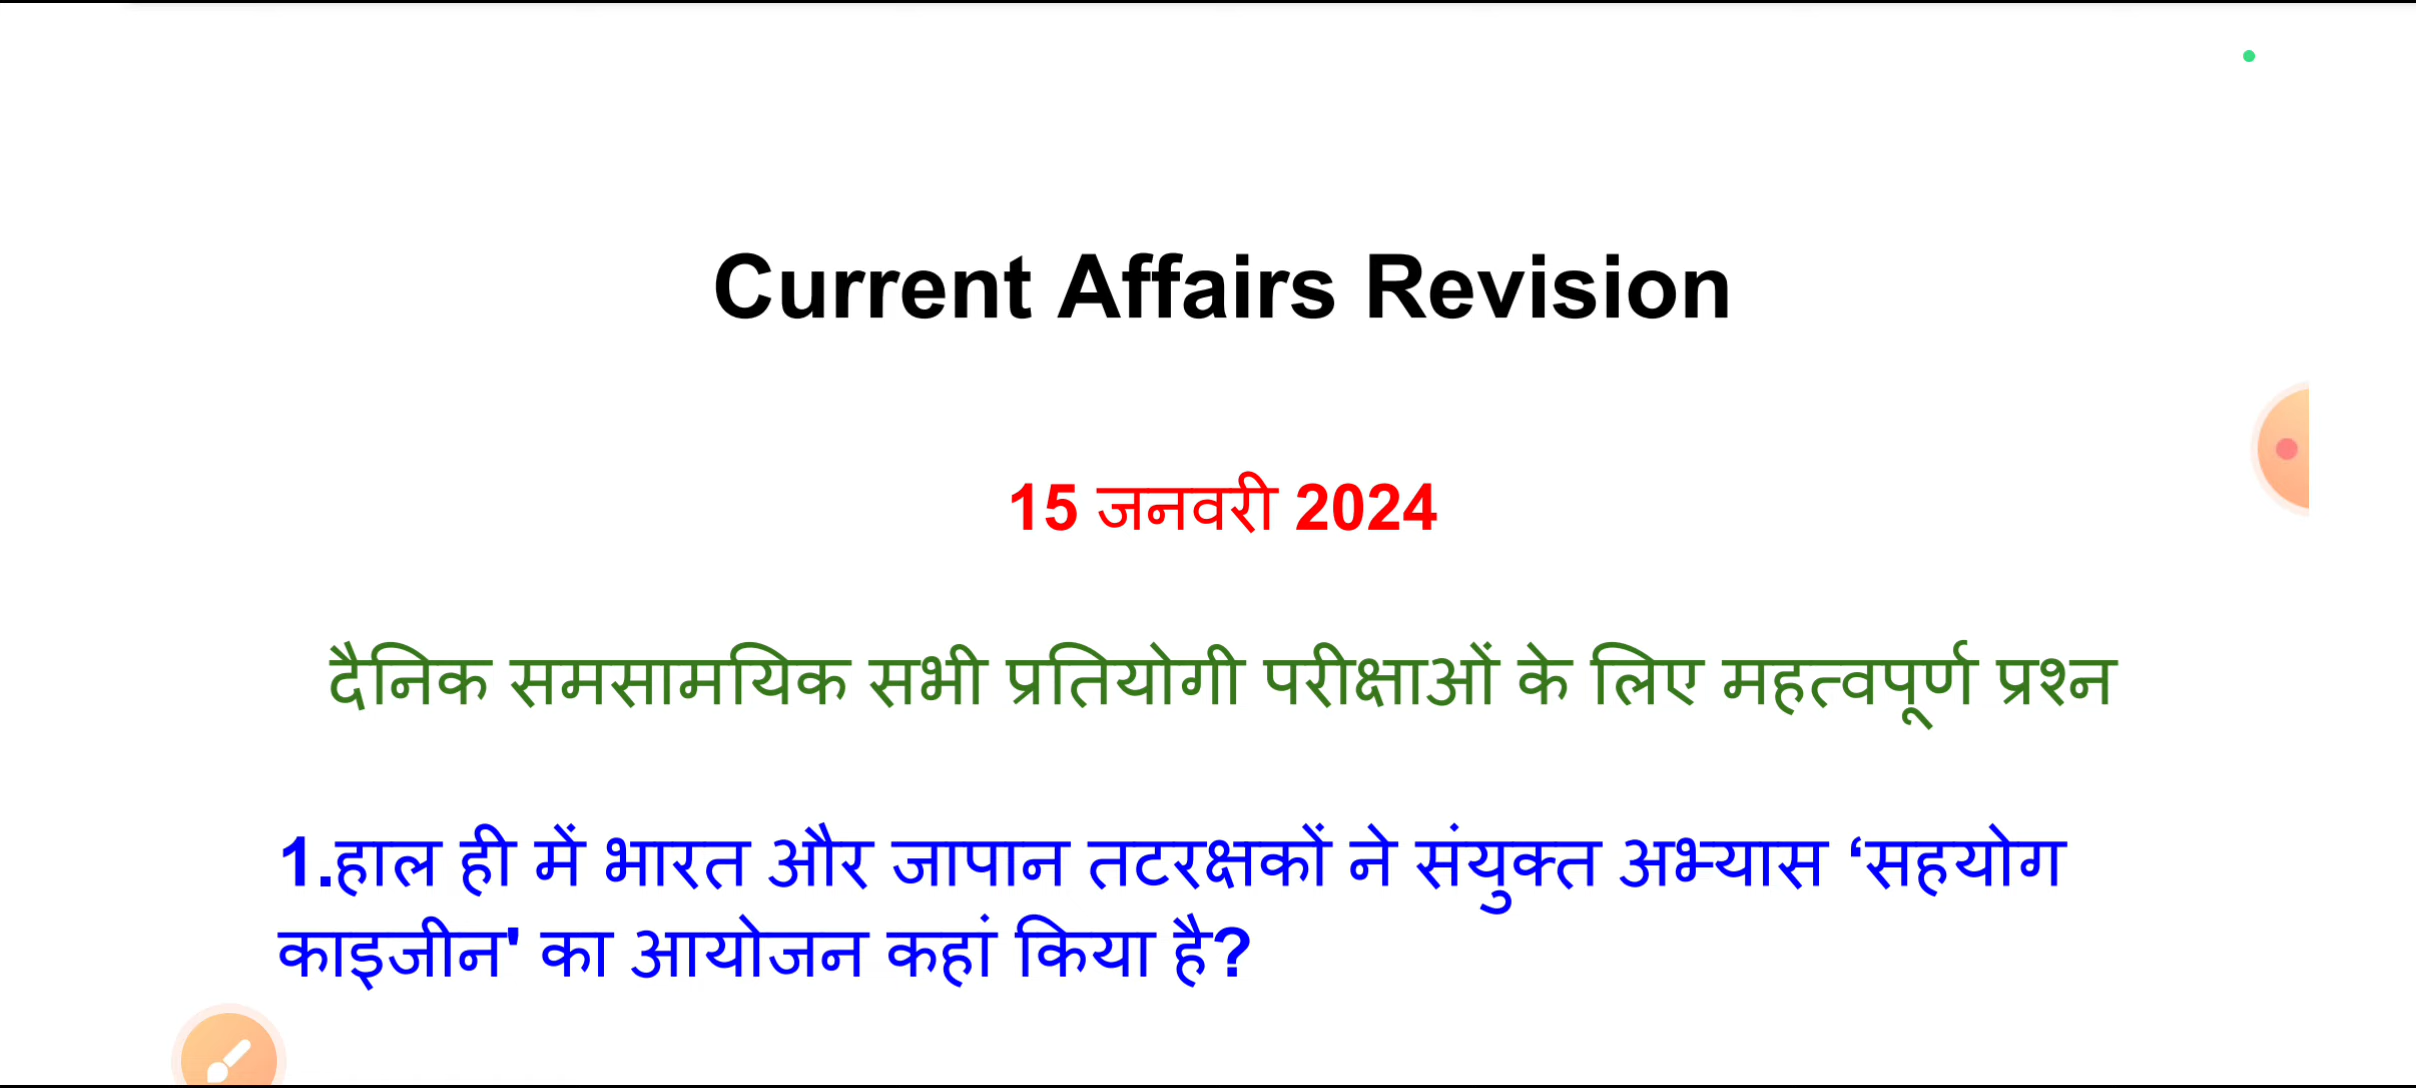 Current Affairs Revision
15 जनवरी 2024
दैनिक समसामयिक सभी प्रतियोगी परीक्षाओं के लिए महत्वपूर्ण प्रश्न
1.हाल ही में भारत और जापान तटरक्षकों ने संयुक्त अभ्यास ‘सहयोग
काइजीन' का आयोजन कहां किया है?